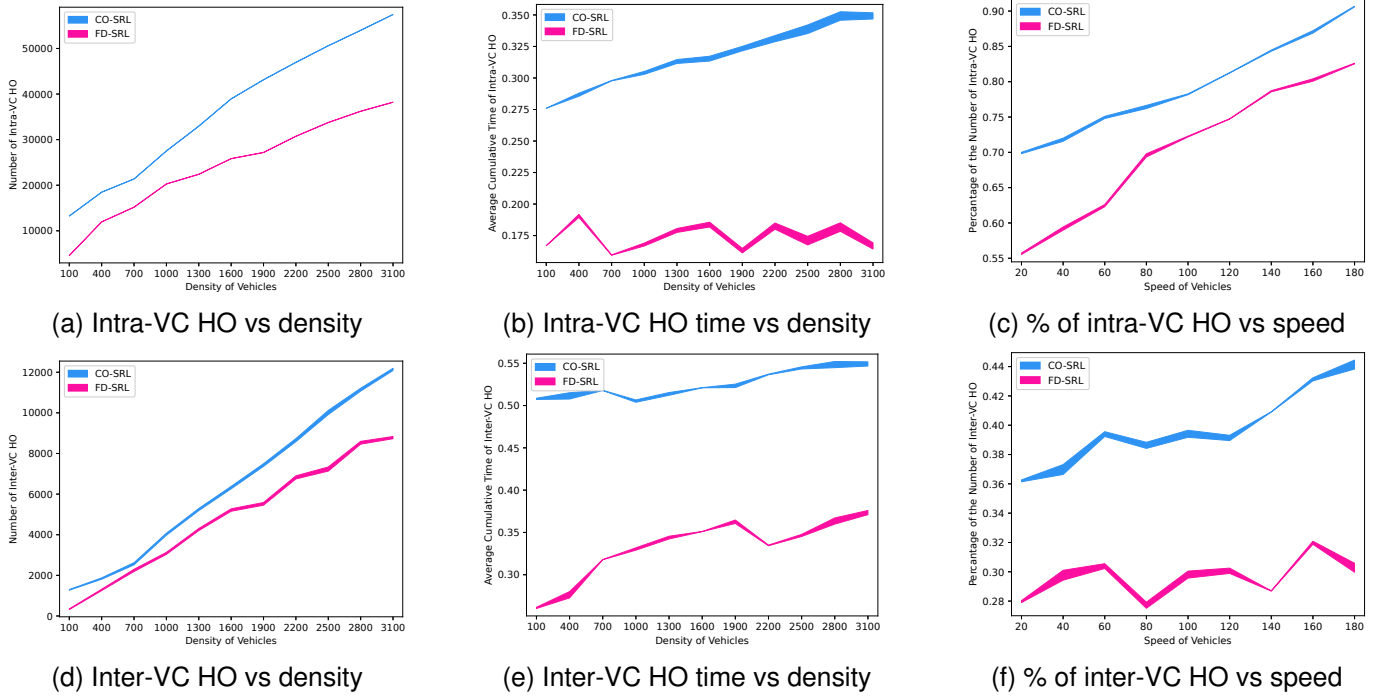 CO-SRL
FD-SRL
Number of Intra-VC HO
50000
40000
30000
20000
10000
100 400 700 1000 1300 1600 1900 2200 2500 2800 3100
Density of Vehicles
(a) Intra-VC HO vs density
CO-SRL
FD-SRL
Average Cumulative Time of Intra-VC HO
0.350
0.325
0.300
0.275
0.250
0.225
0.200
0.175
100 400 700 1000 1300 1600 1900 2200 2500 2800 3100
Density of Vehicles
(b) Intra-VC HO time vs density
CO-SRL
FD-SRL
Percentage of the Number of Intra-VC HO
0.90
0.85
0.80
0.75
0.70
0.65
0.60
0.55
20 40 60 80 100 120 140 160 180
Speed of Vehicles
(c) % of intra-VC HO vs speed
CO-SRL
FD-SRL
Number of Inter-VC HO
12000
10000
8000
6000
4000
2000
0
100 400 700 1000 1300 1600 1900 2200 2500 2800 3100
Density of Vehicles
(d) Inter-VC HO vs density
CO-SRL
FD-SRL
Average Cumulative Time of Inter-VC HO
0.55
0.50
0.45
0.40
0.35
0.30
100 400 700 1000 1300 1600 1900 2200 2500 2800 3100
Density of Vehicles
(e) Inter-VC HO time vs density
CO-SRL
FD-SRL
Percentage of the Number of Inter-VC HO
0.44
0.42
0.40
0.38
0.36
0.34
0.32
0.30
0.28
20 40 60 80 100 120 140 160 180
Speed of Vehicles
(f) % of inter-VC HO vs speed